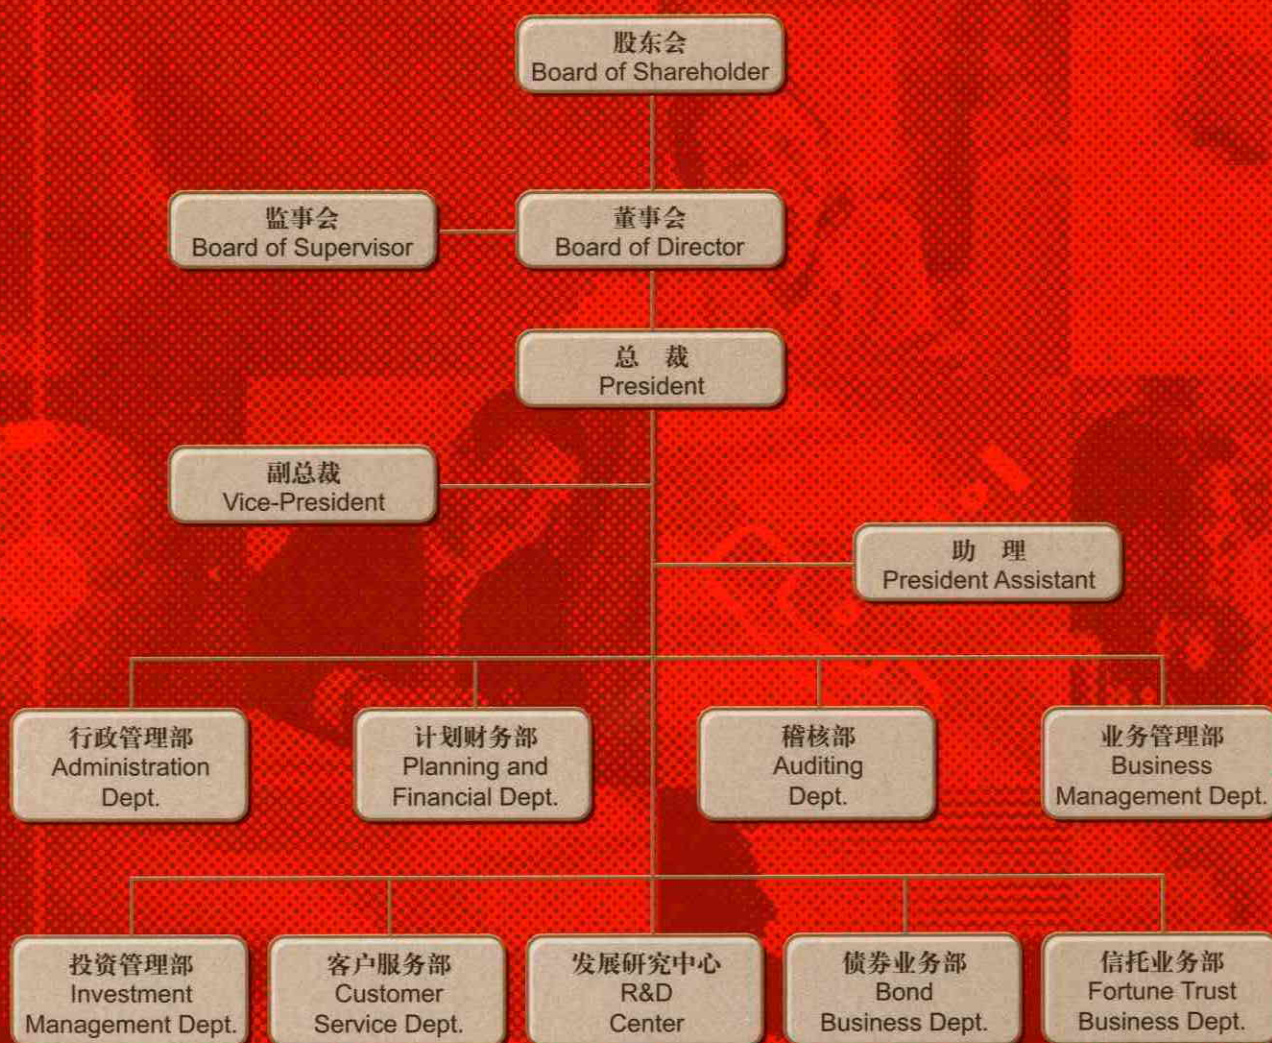 股东会
Board of Shareholder
监事会
Board of Supervisor
董事会
Board of Director
总 裁
President
副总裁
Vice-President
助 理
President Assistant
行政管理部
Administration
Dept.
计划财务部
Planning and
Financial Dept.
稽核部
Auditing
Dept.
业务管理部
Business
Management Dept.
投资管理部
Investment
Management Dept.
客户服务部
Customer
Service Dept.
发展研究中心
R&D
Center
债券业务部
Bond
Business Dept.
信托业务部
Fortune Trust
Business Dept.